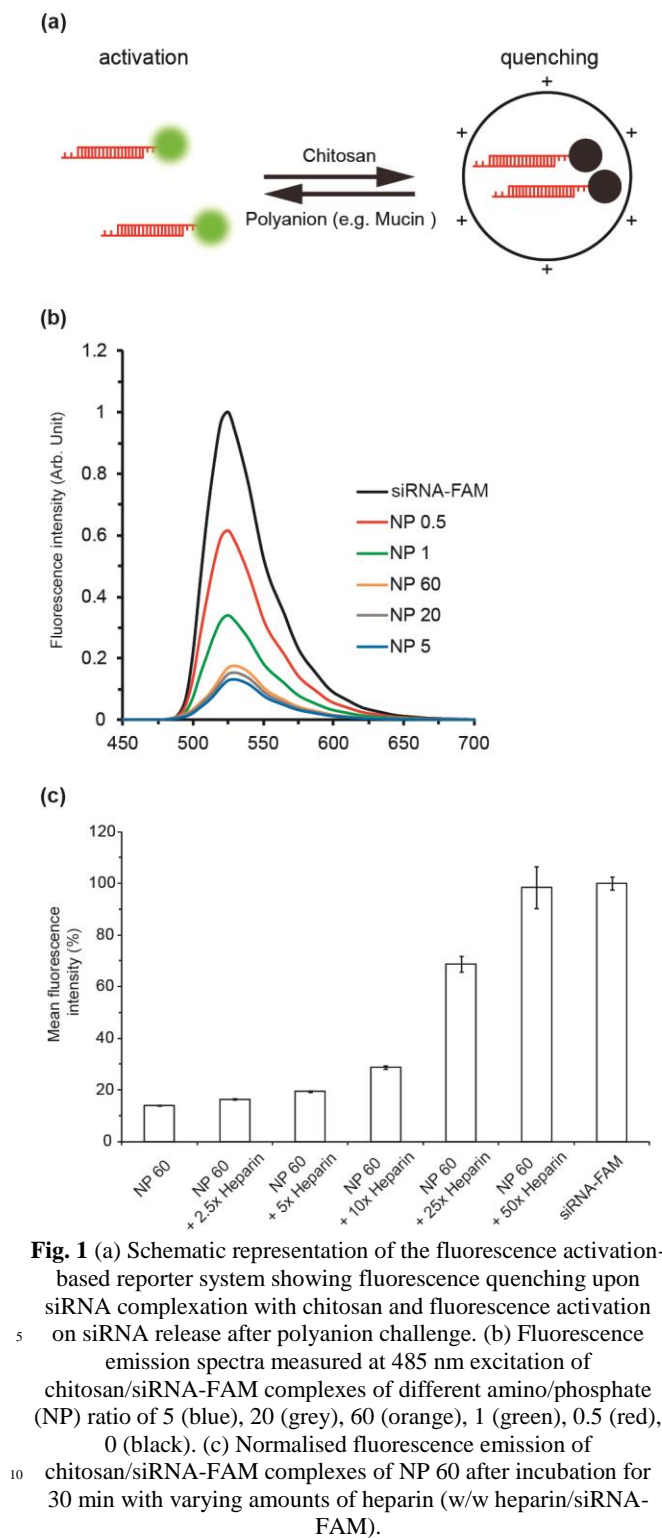 (a)
activation
quenching
Chitosan
Polyanion (e.g. Mucin )
+
+
+
+
+
+
(b)
Fluorescence intensity (Arb. Unit)
1.2
1
0.8
0.6
0.4
0.2
0
450 500 550 600 650 700
siRNA-FAM
NP 0.5
NP 1
NP 60
NP 20
NP 5
(c)
Mean fluorescence
intensity (%)
120
100
80
60
40
20
0
NP 60
NP 60
+ 2.5x Heparin
NP 60
+ 5x Heparin
NP 60
+ 10x Heparin
NP 60
+ 25x Heparin
NP 60
+ 50x Heparin
siRNA-FAM
Fig. 1 (a) Schematic representation of the fluorescence activation-
based reporter system showing fluorescence quenching upon
siRNA complexation with chitosan and fluorescence activation
5 on siRNA release after polyanion challenge. (b) Fluorescence
emission spectra measured at 485 nm excitation of
chitosan/siRNA-FAM complexes of different amino/phosphate
(NP) ratio of 5 (blue), 20 (grey), 60 (orange), 1 (green), 0.5 (red),
0 (black). (c) Normalised fluorescence emission of
10 chitosan/siRNA-FAM complexes of NP 60 after incubation for
30 min with varying amounts of heparin (w/w heparin/siRNA-
FAM).